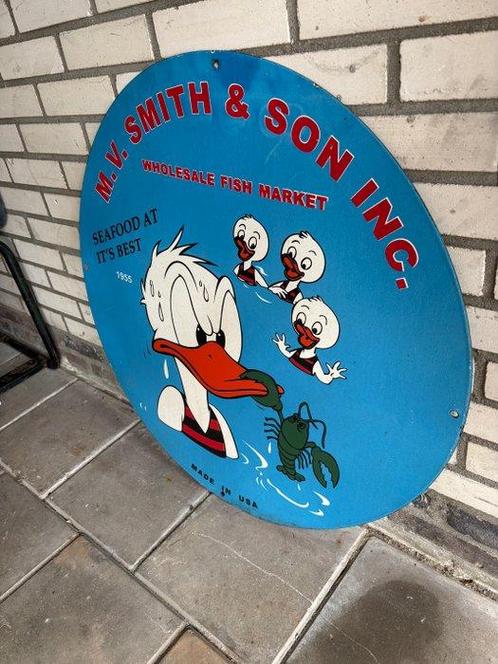 M.V. SMITH & SON INC.
WHOLESALE FISH MARKET
SEAFOOD AT
IT'S BEST
1955
MADE IN USA